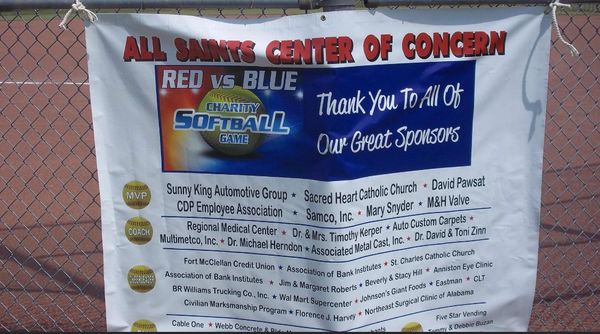 ALL SAINTS CENTER OF CONCERN
RED VS BLUE
CHARITY
SOFTBALL
GAME
Thank You To All Of
Our Great Sponsors
MVP
Sunny King Automotive Group ★ Sacred Heart Catholic Church ★ David Pawsat
CDP Employee Association ★ Samco, Inc. ★ Mary Snyder ★ M&H Valve
COACH
Regional Medical Center ★ Dr. & Mrs. Timothy Kerper ★ Auto Custom Carpets ★
Multimetco, Inc. ★ Dr. Michael Herndon ★ Associated Metal Cast, Inc. ★ Dr. David & Toni Zinn
CHEERLEADER
Fort McClellan Credit Union ★ Association of Bank Institutes ★ St. Charles Catholic Church
Association of Bank Institutes ★ Jim & Margaret Roberts ★ Beverly & Stacy Hill ★ Anniston Eye Clinic
BR Williams Trucking Co., Inc. ★ Wal Mart Supercenter ★ Johnson's Giant Foods ★ Eastman ★ CLT
Civilian Marksmanship Program ★ Florence J. Harvey ★ Northeast Surgical Clinic of Alabama
Cable One ★ Webb Concrete &
Five Star Vending
& Debbie Buzan